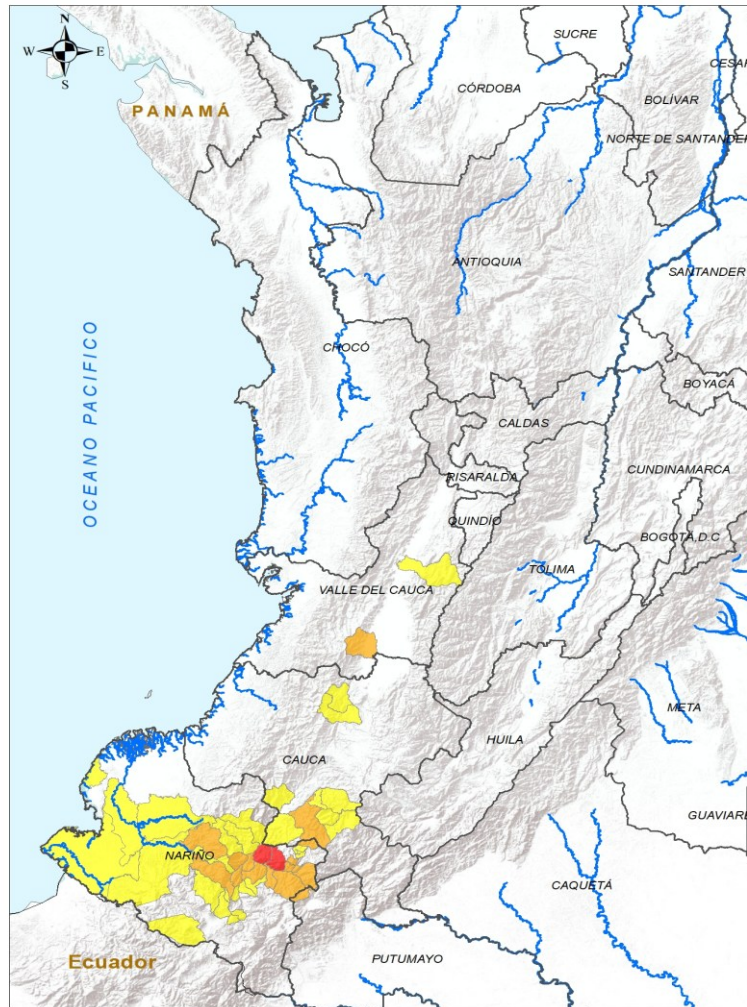 N
W
E
S
SUCRE
CESAR
CÓRDOBA
BOLÍVAR
PANAMÁ
NORTE DE SANTANDER
ANTIOQUIA
SANTANDER
OCEANO PACIFICO
CHOCÓ
BOYACÁ
CALDAS
CUNDINAMARCA
RISARALDA
QUINDÍO
BOGOTÁ,D.C
TOLIMA
VALLE DEL CAUCA
META
HUILA
CAUCA
GUAVIARE
NARIÑO
CAQUETÁ
Ecuador
PUTUMAYO